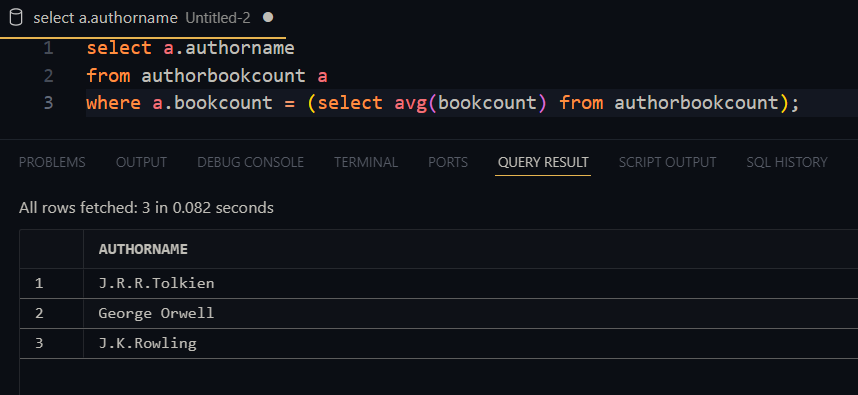 select a.authorname Untitled-2
1 select a.authorname
2 from authorbookcount a
3 where a.bookcount = (select avg(bookcount) from authorbookcount);
PROBLEMS OUTPUT DEBUG CONSOLE TERMINAL PORTS QUERY RESULT SCRIPT OUTPUT SQL HISTORY
All rows fetched: 3 in 0.082 seconds
AUTHORNAME
1 J.R.R.Tolkien
2 George Orwell
3 J.K.Rowling